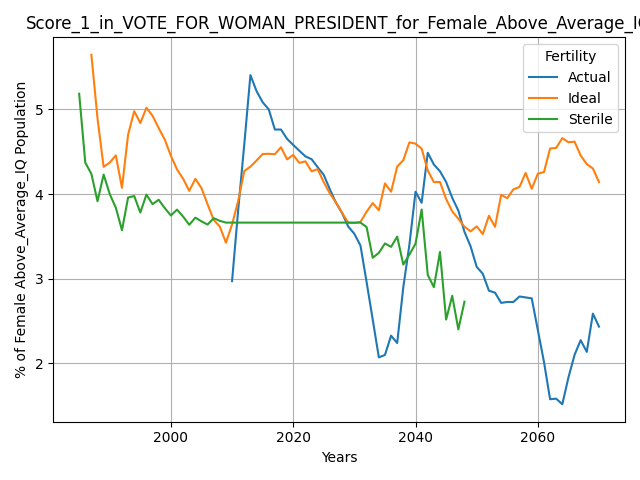 Score_1_in_VOTE_FOR_WOMAN_PRESIDENT_for_Female_Above_Average_IQ
Fertility
Actual
Ideal
Sterile
% of Female Above_Average_IQ Population
5
4
3
2
2000 2020 2040 2060
Years